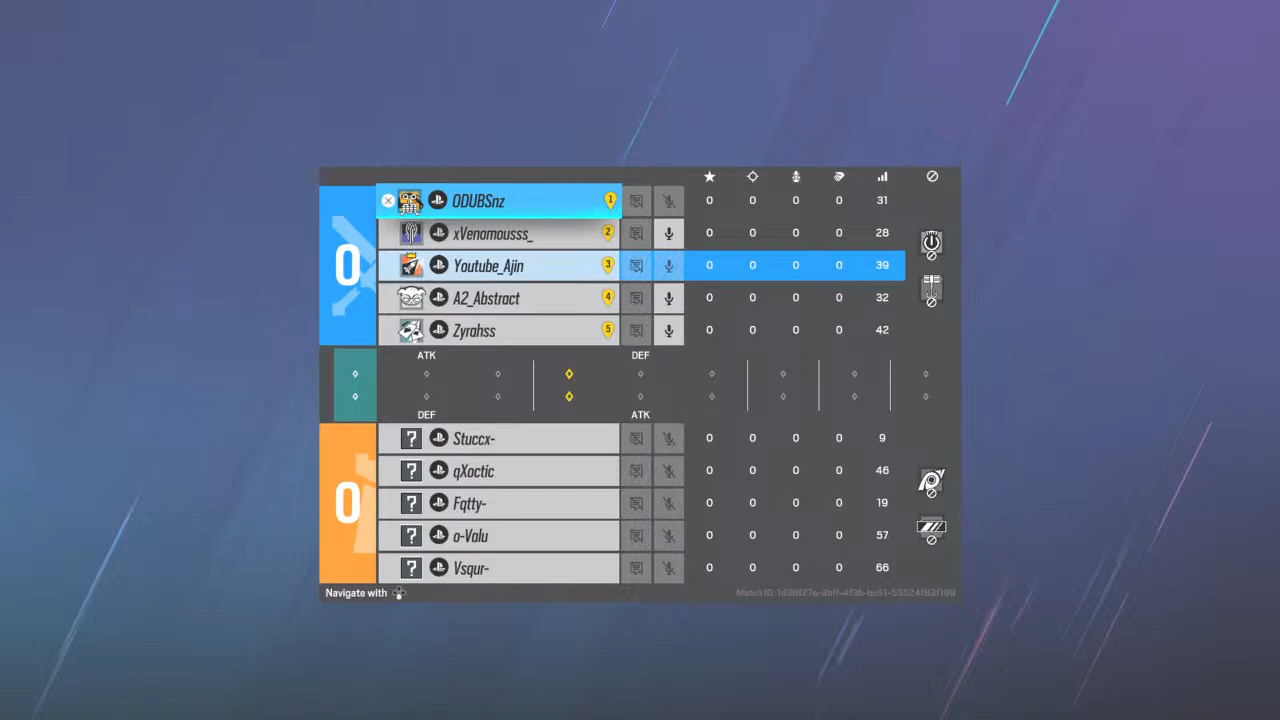 0
ODUBSnz 1 0 0 0 0 31
xVenomousss_ 2 0 0 0 0 28
Youtube_Ajin 3 0 0 0 0 39
A2_Abstract 4 0 0 0 0 32
Zyrahss 5 0 0 0 0 42
ATK DEF
DEF ATK
0
? Stuccx- 0 0 0 0 9
? qXoctic 0 0 0 0 46
? Fqtty- 0 0 0 0 19
? o-Valu 0 0 0 0 57
? Vsqur- 0 0 0 0 66
Navigate with
Match ID: